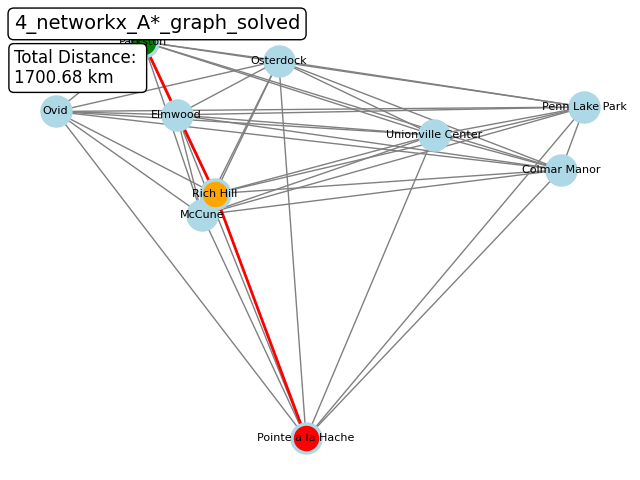 4_networkx_A*_graph_solved
Total Distance:
1700.68 km
Parkston
Osterdock
Ovid
Elmwood
Penn Lake Park
Unionville Center
Colmar Manor
Rich Hill
McCune
Pointe a la Hache